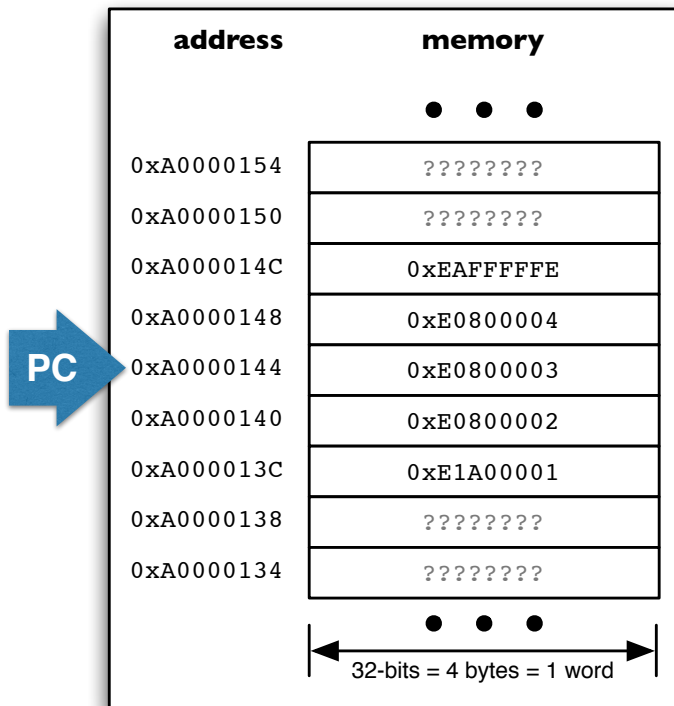 address memory
0xA0000154 ????????
0xA0000150 ????????
0xA000014C 0xEAFFFFFE
0xA0000148 0xE0800004
PC 0xA0000144 0xE0800003
0xA0000140 0xE0800002
0xA000013C 0xE1A00001
0xA0000138 ????????
0xA0000134 ????????
32-bits = 4 bytes = 1 word